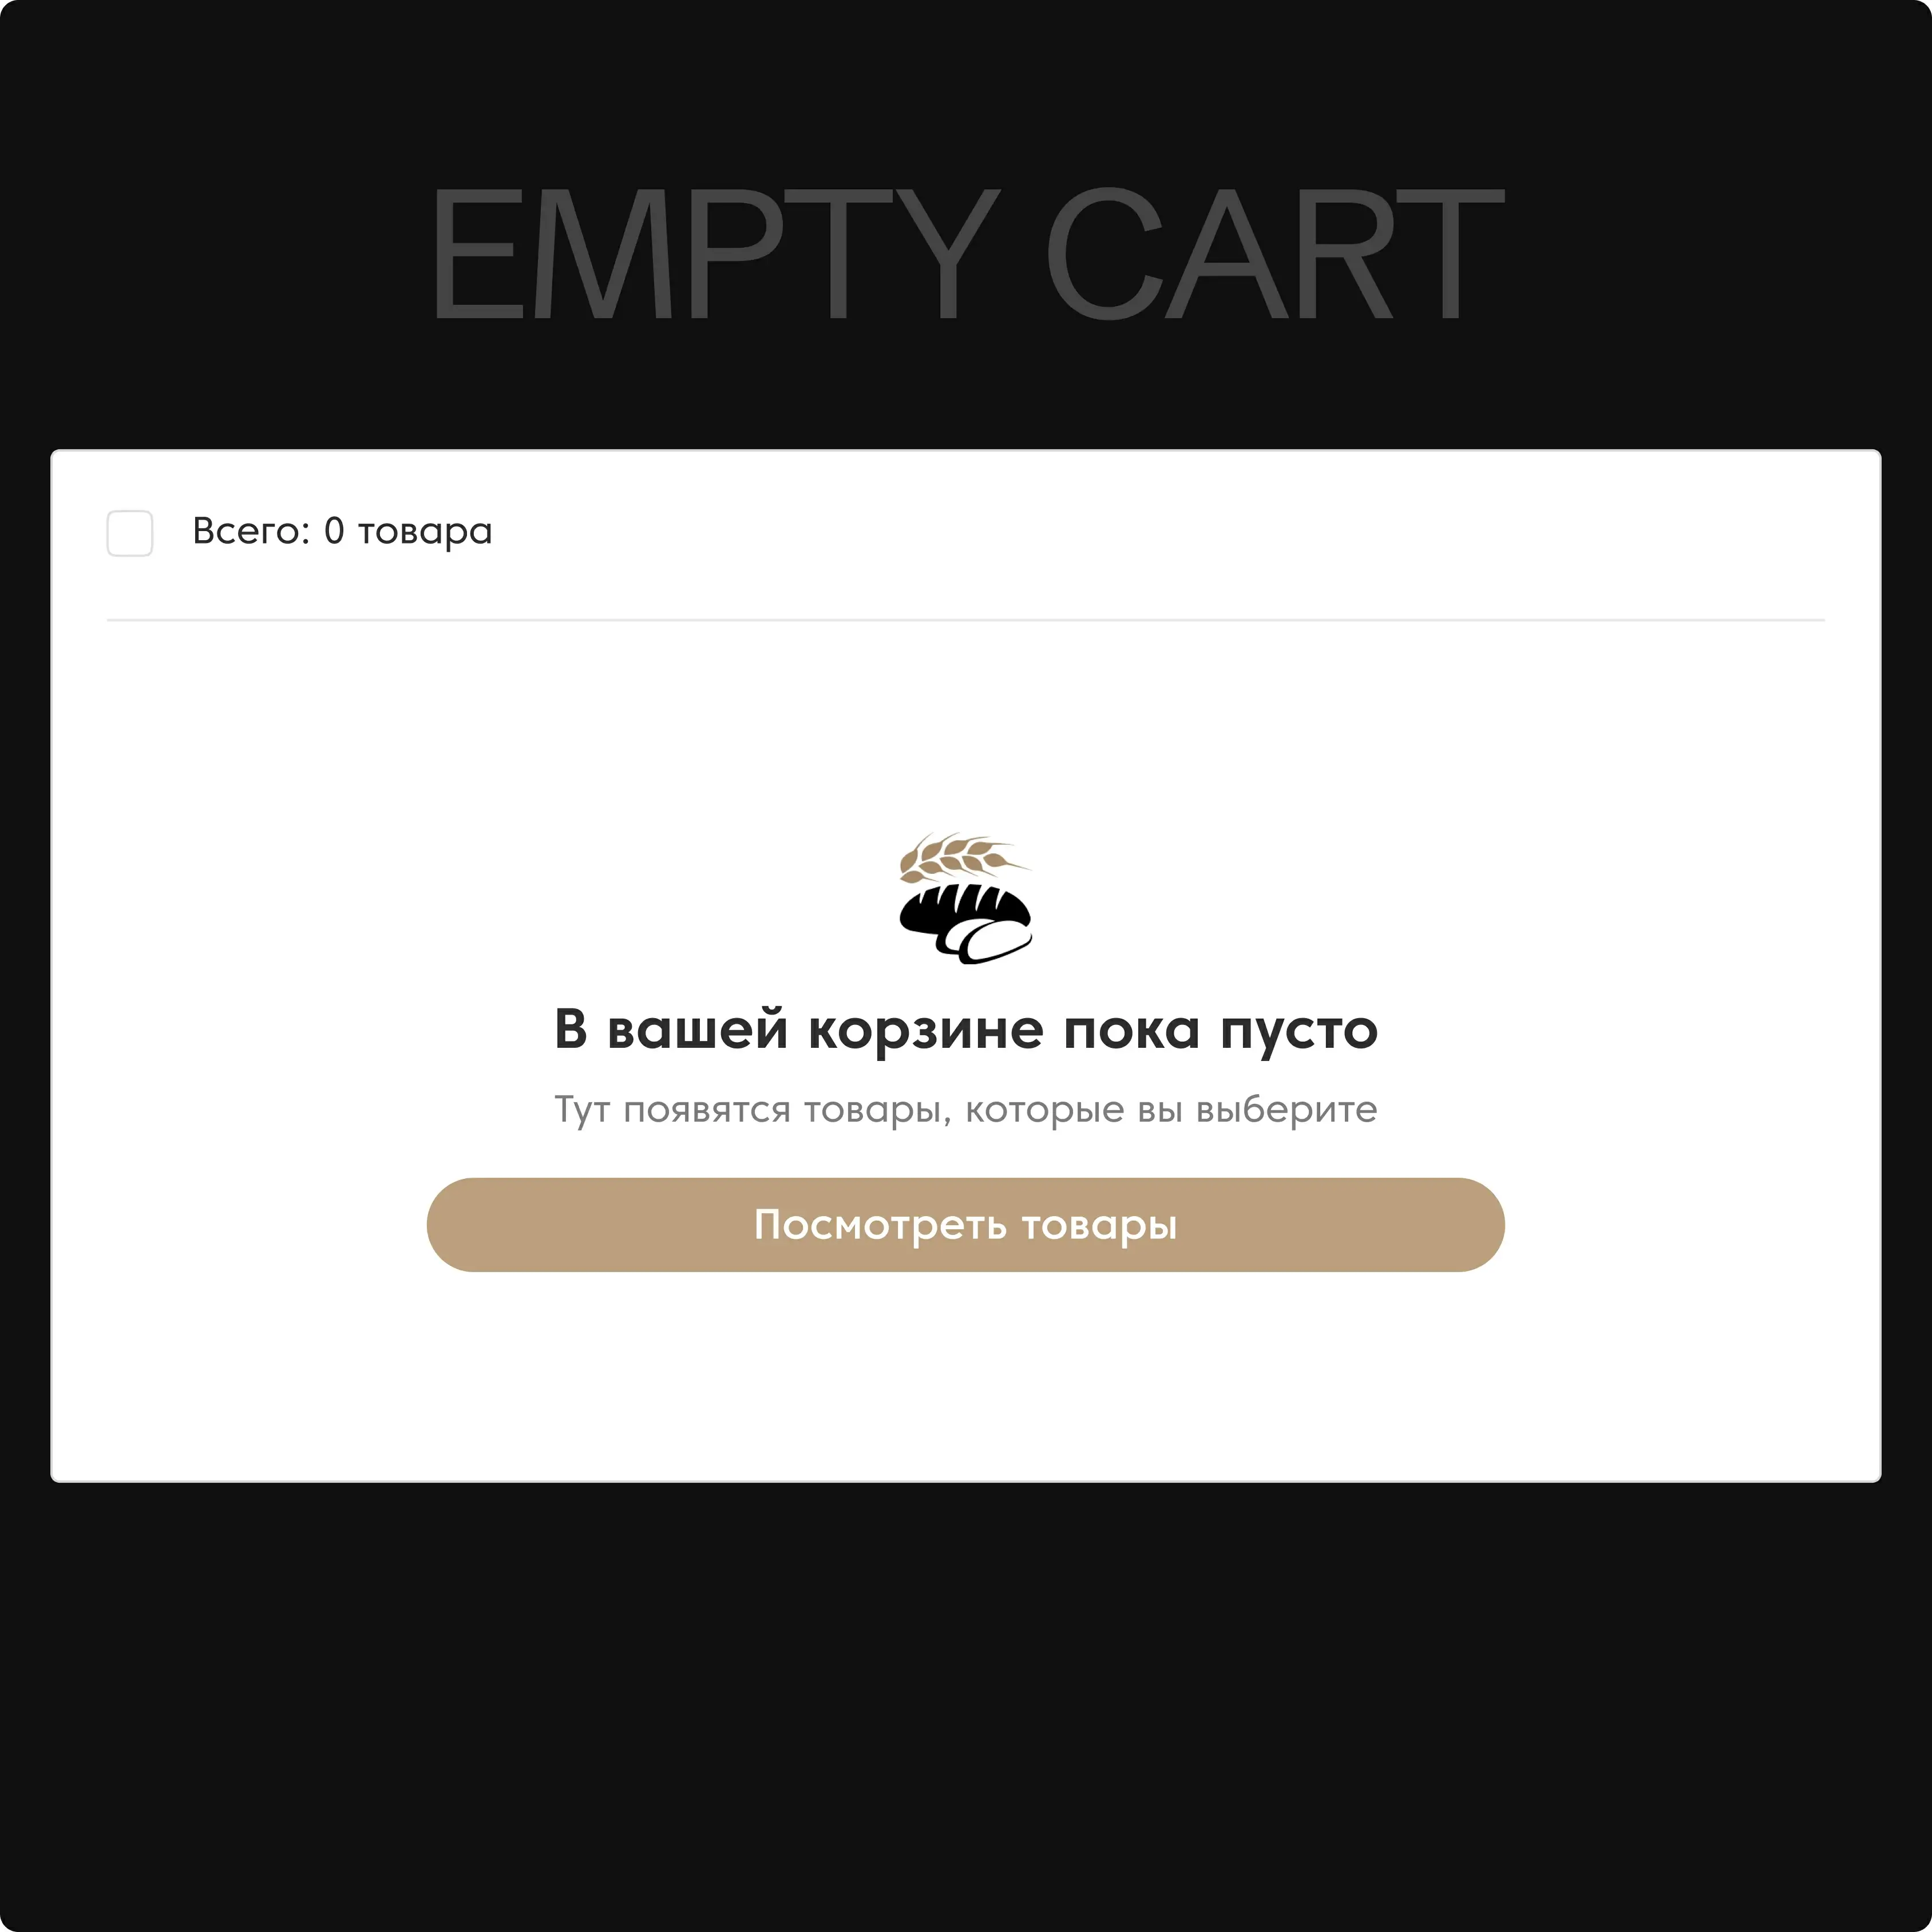 EMPTY CART
Всего: 0 товара
В вашей корзине пока пусто
Тут появятся товары, которые вы выберите
Посмотреть товары